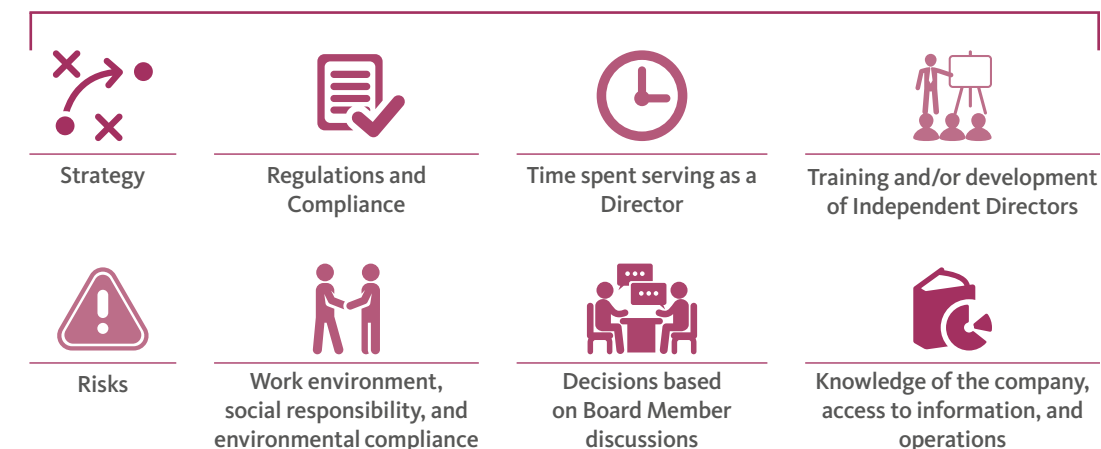 Strategy
Regulations and
Compliance
Time spent serving as a
Director
Training and/or development
of Independent Directors
Risks
Work environment,
social responsibility, and
environmental compliance
Decisions based
on Board Member
discussions
Knowledge of the company,
access to information, and
operations